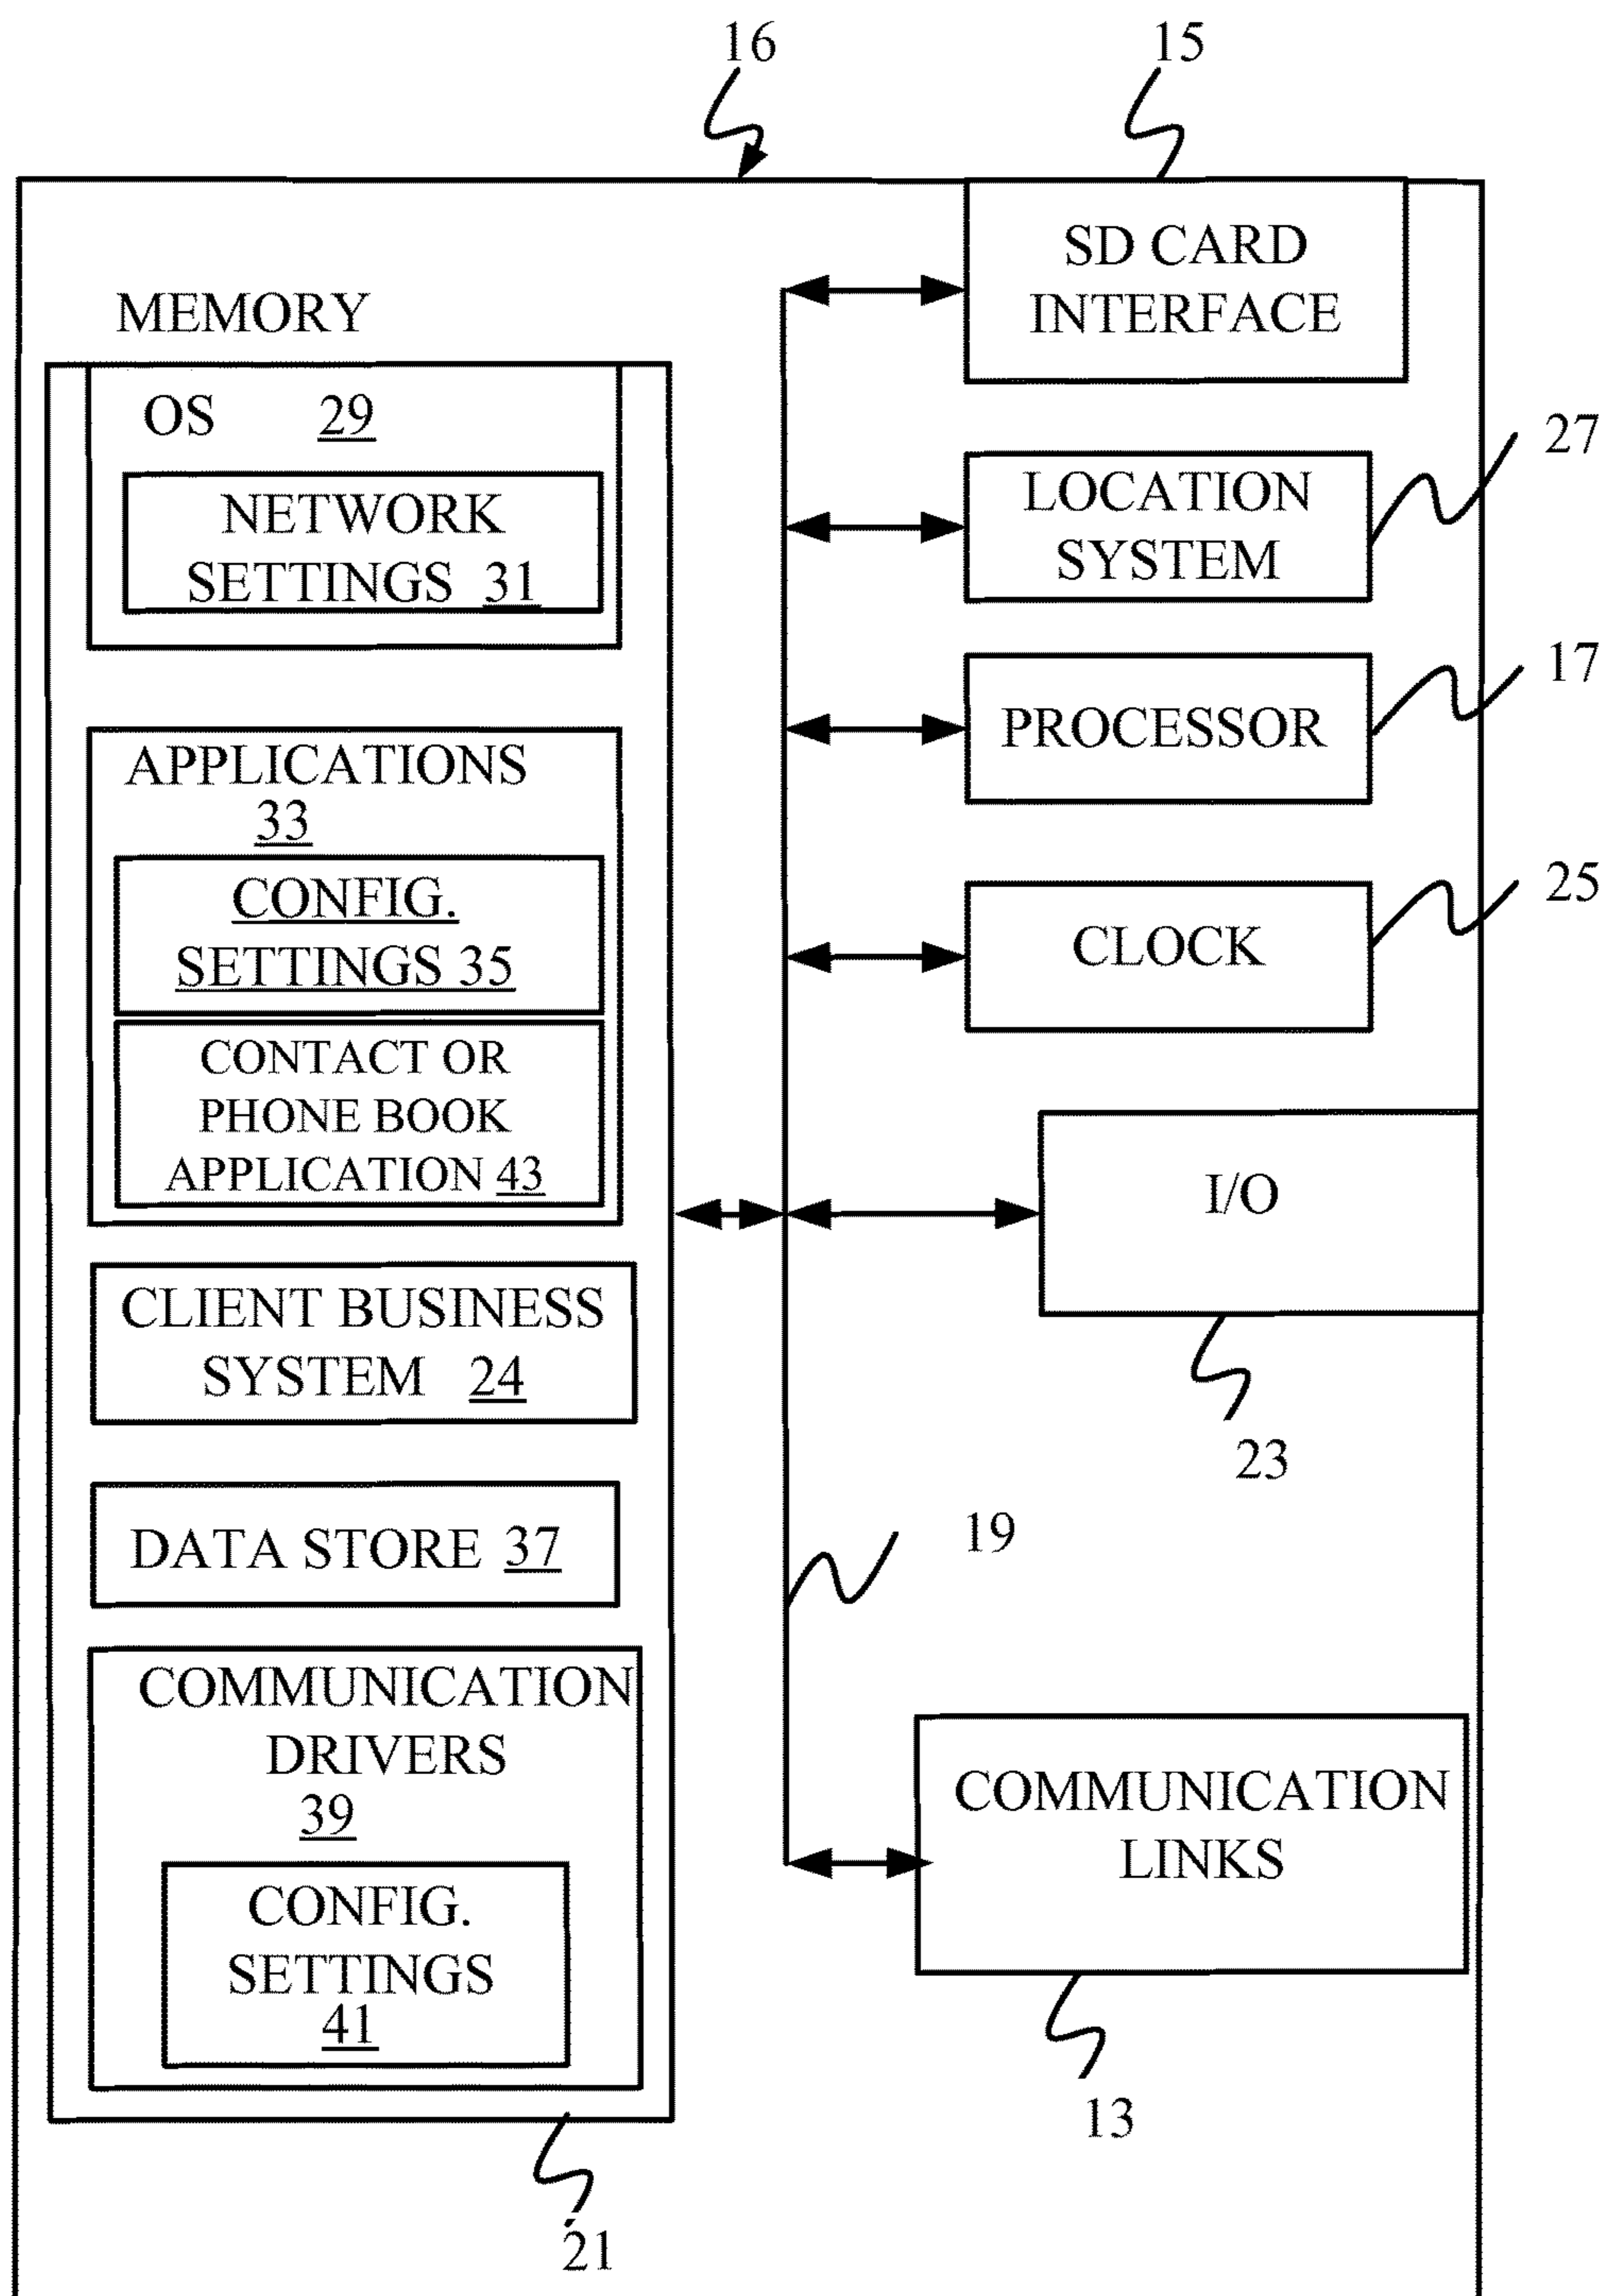 16
15
SD CARD
INTERFACE
MEMORY
OS 29
NETWORK
SETTINGS 31
27
LOCATION
SYSTEM
17
PROCESSOR
APPLICATIONS
33
CONFIG.
SETTINGS 35
CONTACT OR
PHONE BOOK
APPLICATION 43
25
CLOCK
I/O
23
CLIENT BUSINESS
SYSTEM 24
DATA STORE 37
19
COMMUNICATION
DRIVERS
39
CONFIG.
SETTINGS
41
COMMUNICATION
LINKS
13
21